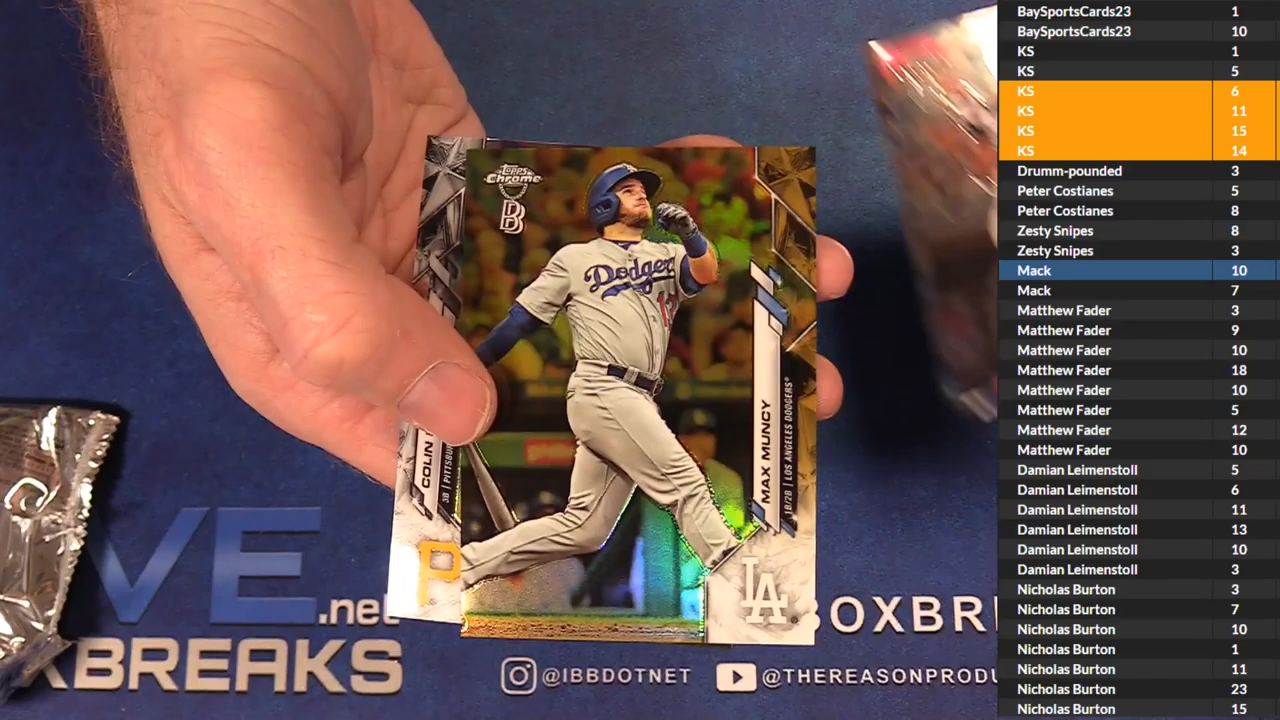 Topps
Chrome
B
Dodgers
13
MAX MUNCY
1B/2B | LOS ANGELES DODGERS®
LA
COLIN
3B | PITTSBU
P
VE
.net
XBREAKS
BOXBR
@IBBDOTNET
@THEREASONPRODU
BaySportsCards23 1
BaySportsCards23 10
KS 1
KS 5
KS 6
KS 11
KS 15
KS 14
Drumm-pounded 3
Peter Costianes 5
Peter Costianes 8
Zesty Snipes 8
Zesty Snipes 3
Mack 10
Mack 7
Matthew Fader 3
Matthew Fader 9
Matthew Fader 10
Matthew Fader 18
Matthew Fader 10
Matthew Fader 5
Matthew Fader 12
Matthew Fader 10
Damian Leimenstoll 5
Damian Leimenstoll 6
Damian Leimenstoll 11
Damian Leimenstoll 13
Damian Leimenstoll 10
Damian Leimenstoll 3
Nicholas Burton 3
Nicholas Burton 7
Nicholas Burton 10
Nicholas Burton 1
Nicholas Burton 11
Nicholas Burton 23
Nicholas Burton 15